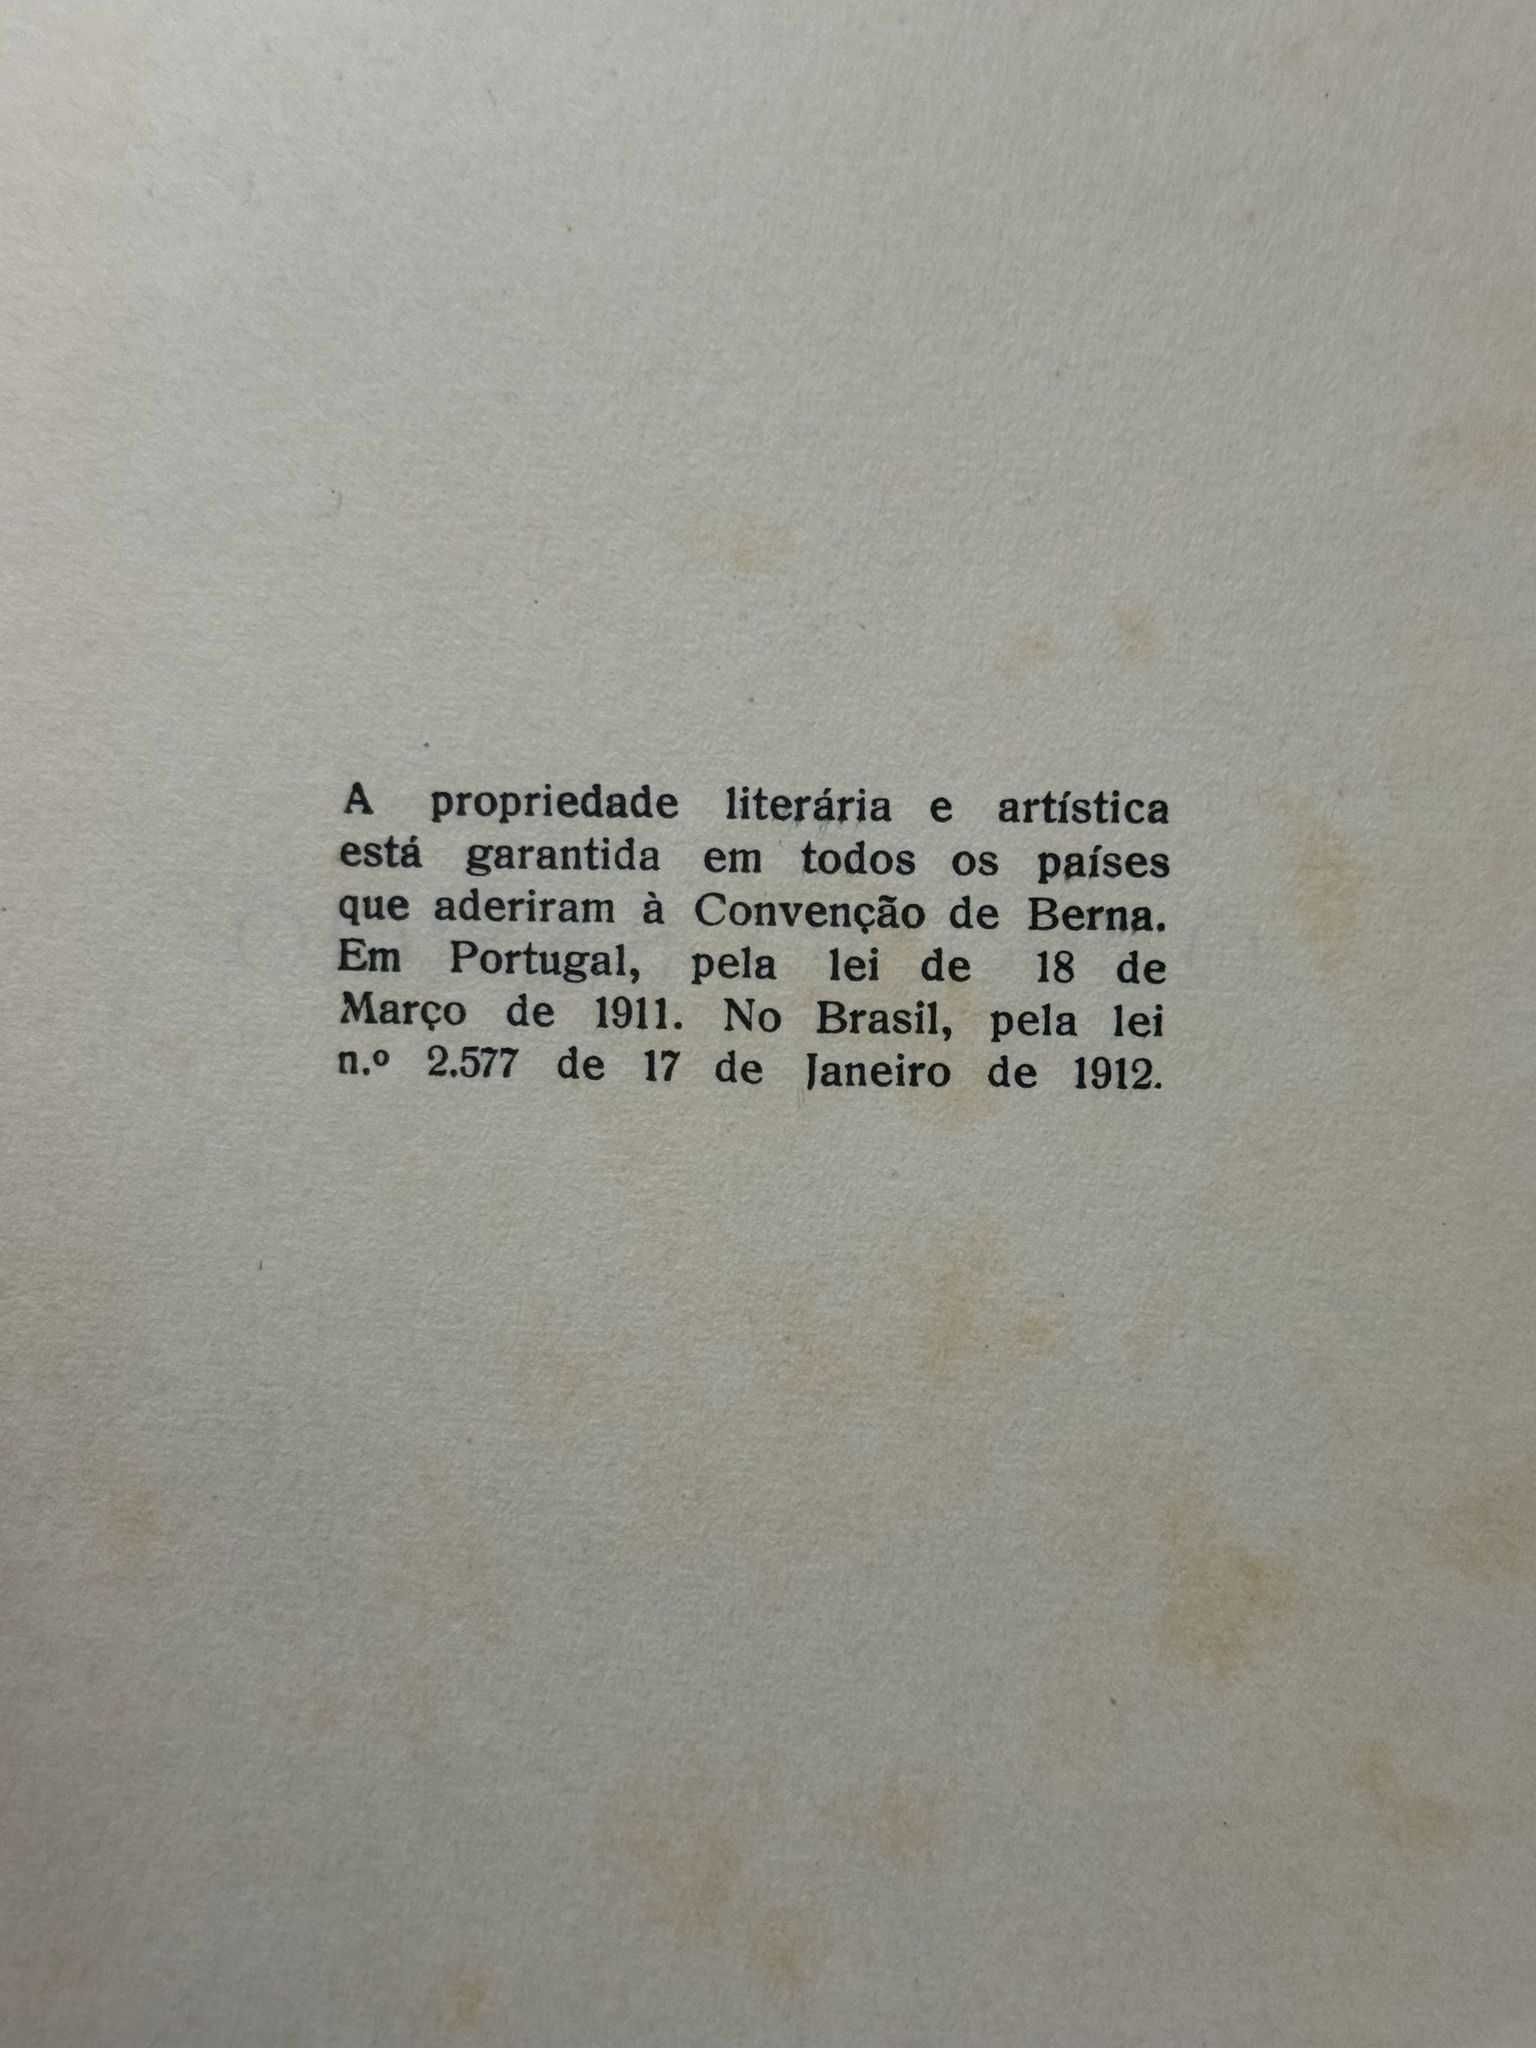 A propriedade literária e artística
está garantida em todos os países
que aderiram à Convenção de Berna.
Em Portugal, pela lei de 18 de
Março de 1911. No Brasil, pela lei
n.º 2.577 de 17 de Janeiro de 1912.